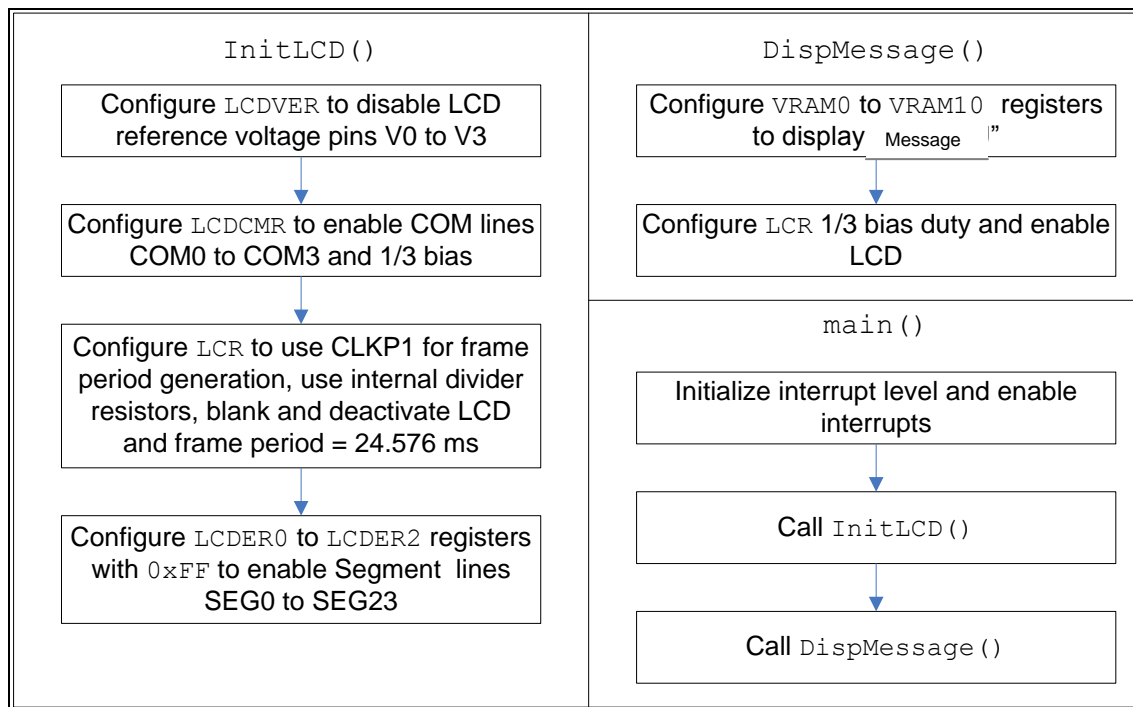 InitLCD()
Configure LCDVER to disable LCD
reference voltage pins V0 to V3
Configure LCDCMR to enable COM lines
COM0 to COM3 and 1/3 bias
Configure LCR to use CLKP1 for frame
period generation, use internal divider
resistors, blank and deactivate LCD
and frame period = 24.576 ms
Configure LCDER0 to LCDER2 registers
with 0xFF to enable Segment lines
SEG0 to SEG23
DispMessage()
Configure VRAM0 to VRAM10 registers
to display Message ”
Configure LCR 1/3 bias duty and enable
LCD
main()
Initialize interrupt level and enable
interrupts
Call InitLCD()
Call DispMessage()